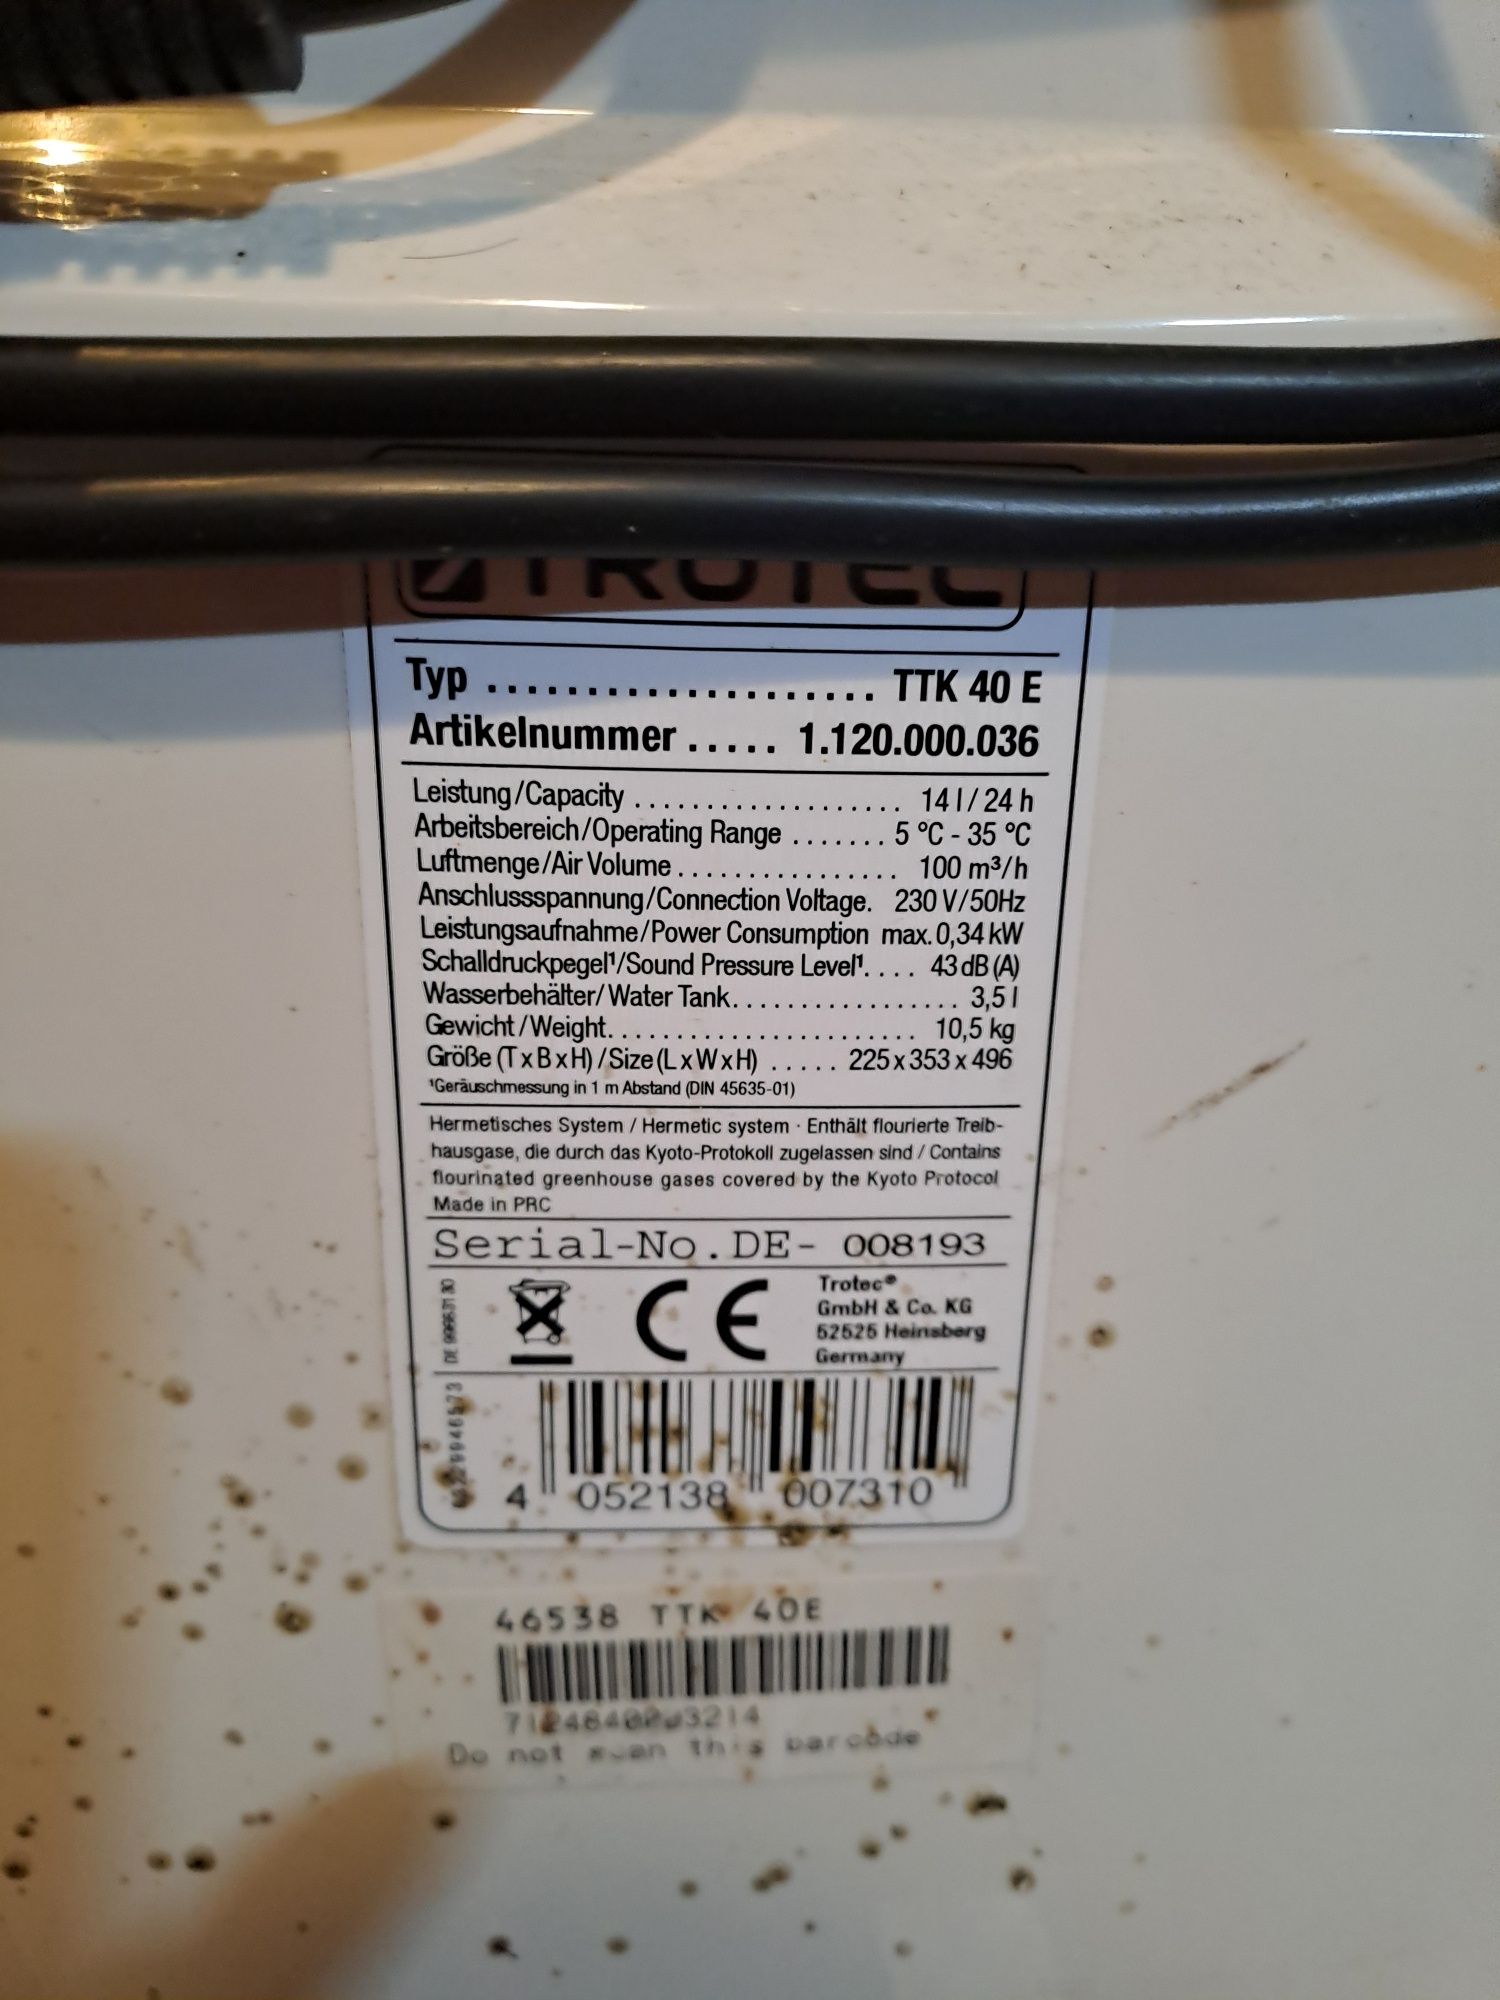 TROTEC
Typ .................... TTK 40 E
Artikelnummer ..... 1.120.000.036
Leistung/Capacity ................... 14 l / 24 h
Arbeitsbereich/Operating Range ....... 5 °C - 35 °C
Luftmenge/Air Volume ................ 100 m³/h
Anschlussspannung/Connection Voltage. 230 V/50Hz
Leistungsaufnahme/Power Consumption max. 0,34 kW
Schalldruckpegel¹/Sound Pressure Level¹.... 43 dB (A)
Wasserbehälter/Water Tank................. 3,5 l
Gewicht/Weight....................... 10,5 kg
Größe (T x B x H) / Size (L x W x H) ..... 225 x 353 x 496
¹Geräuschmessung in 1 m Abstand (DIN 45635-01)
Hermetisches System / Hermetic system · Enthält flourierte Treib-
hausgase, die durch das Kyoto-Protokoll zugelassen sind / Contains
flourinated greenhouse gases covered by the Kyoto Protocol
Made in PRC
Serial-No. DE- 008193
Trotec®
GmbH & Co. KG
52525 Heinsberg
Germany
4 052138 007310
46538 TTK 40E
Do not scan this barcode